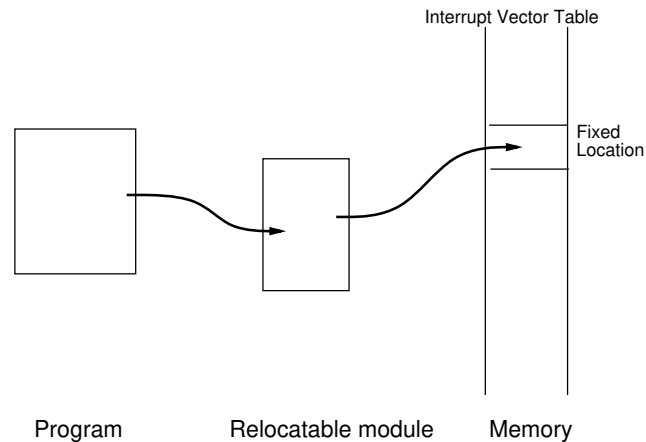 Interrupt Vector Table
Fixed
Location
Program
Relocatable module
Memory